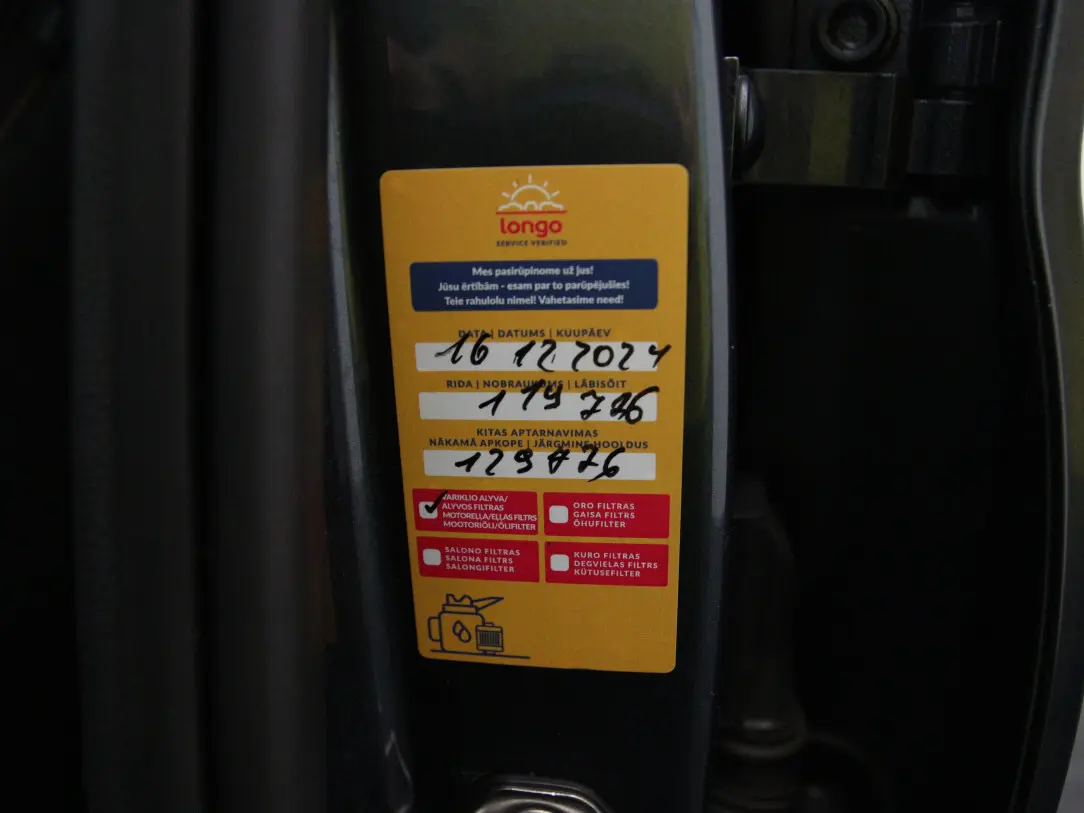 longo
SERVICE VERIFIED
Mes pasirūpinome už jus!
Jūsu ērtībām - esam par to parūpējušies!
Teie rahulolu nimel! Vahetasime need!
DATA | DATUMS | KUUPÄEV
16 12 2024
RIDA | NOBRAUKUMS | LÄBISÕIT
119 776
KITAS APTARNAVIMAS
NĀKAMĀ APKOPE | JÄRGMINE HOOLDUS
129776
VARIKLIO ALYVA/
ALYVOS FILTRAS
MOTOREĻĻA/EĻĻAS FILTRS
MOOTORIÕLI/ÕLIFILTER
ORO FILTRAS
GAISA FILTRS
ÕHUFILTER
SALONO FILTRAS
SALONA FILTRS
SALONGIFILTER
KURO FILTRAS
DEGVIELAS FILTRS
KÜTUSEFILTER